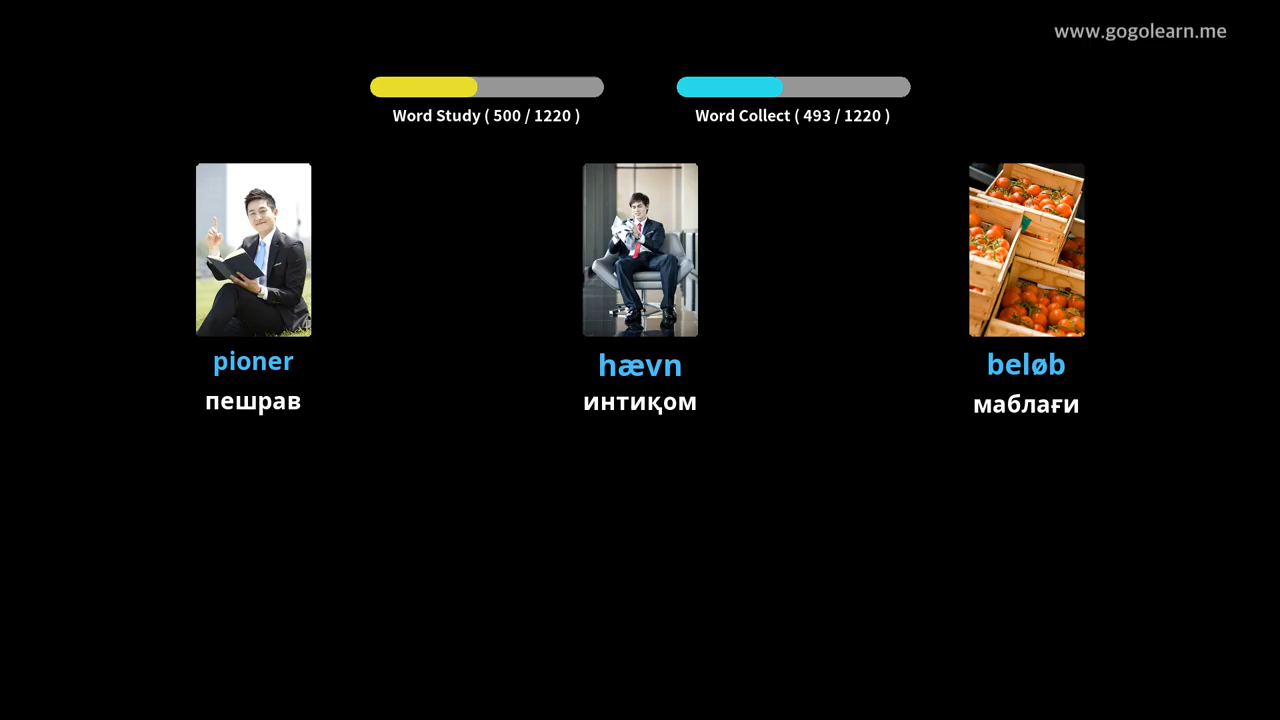 www.gogolearn.me
Word Study ( 500 / 1220 )
Word Collect ( 493 / 1220 )
pioner
hævn
beløb
пешрав
интиқом
маблағи